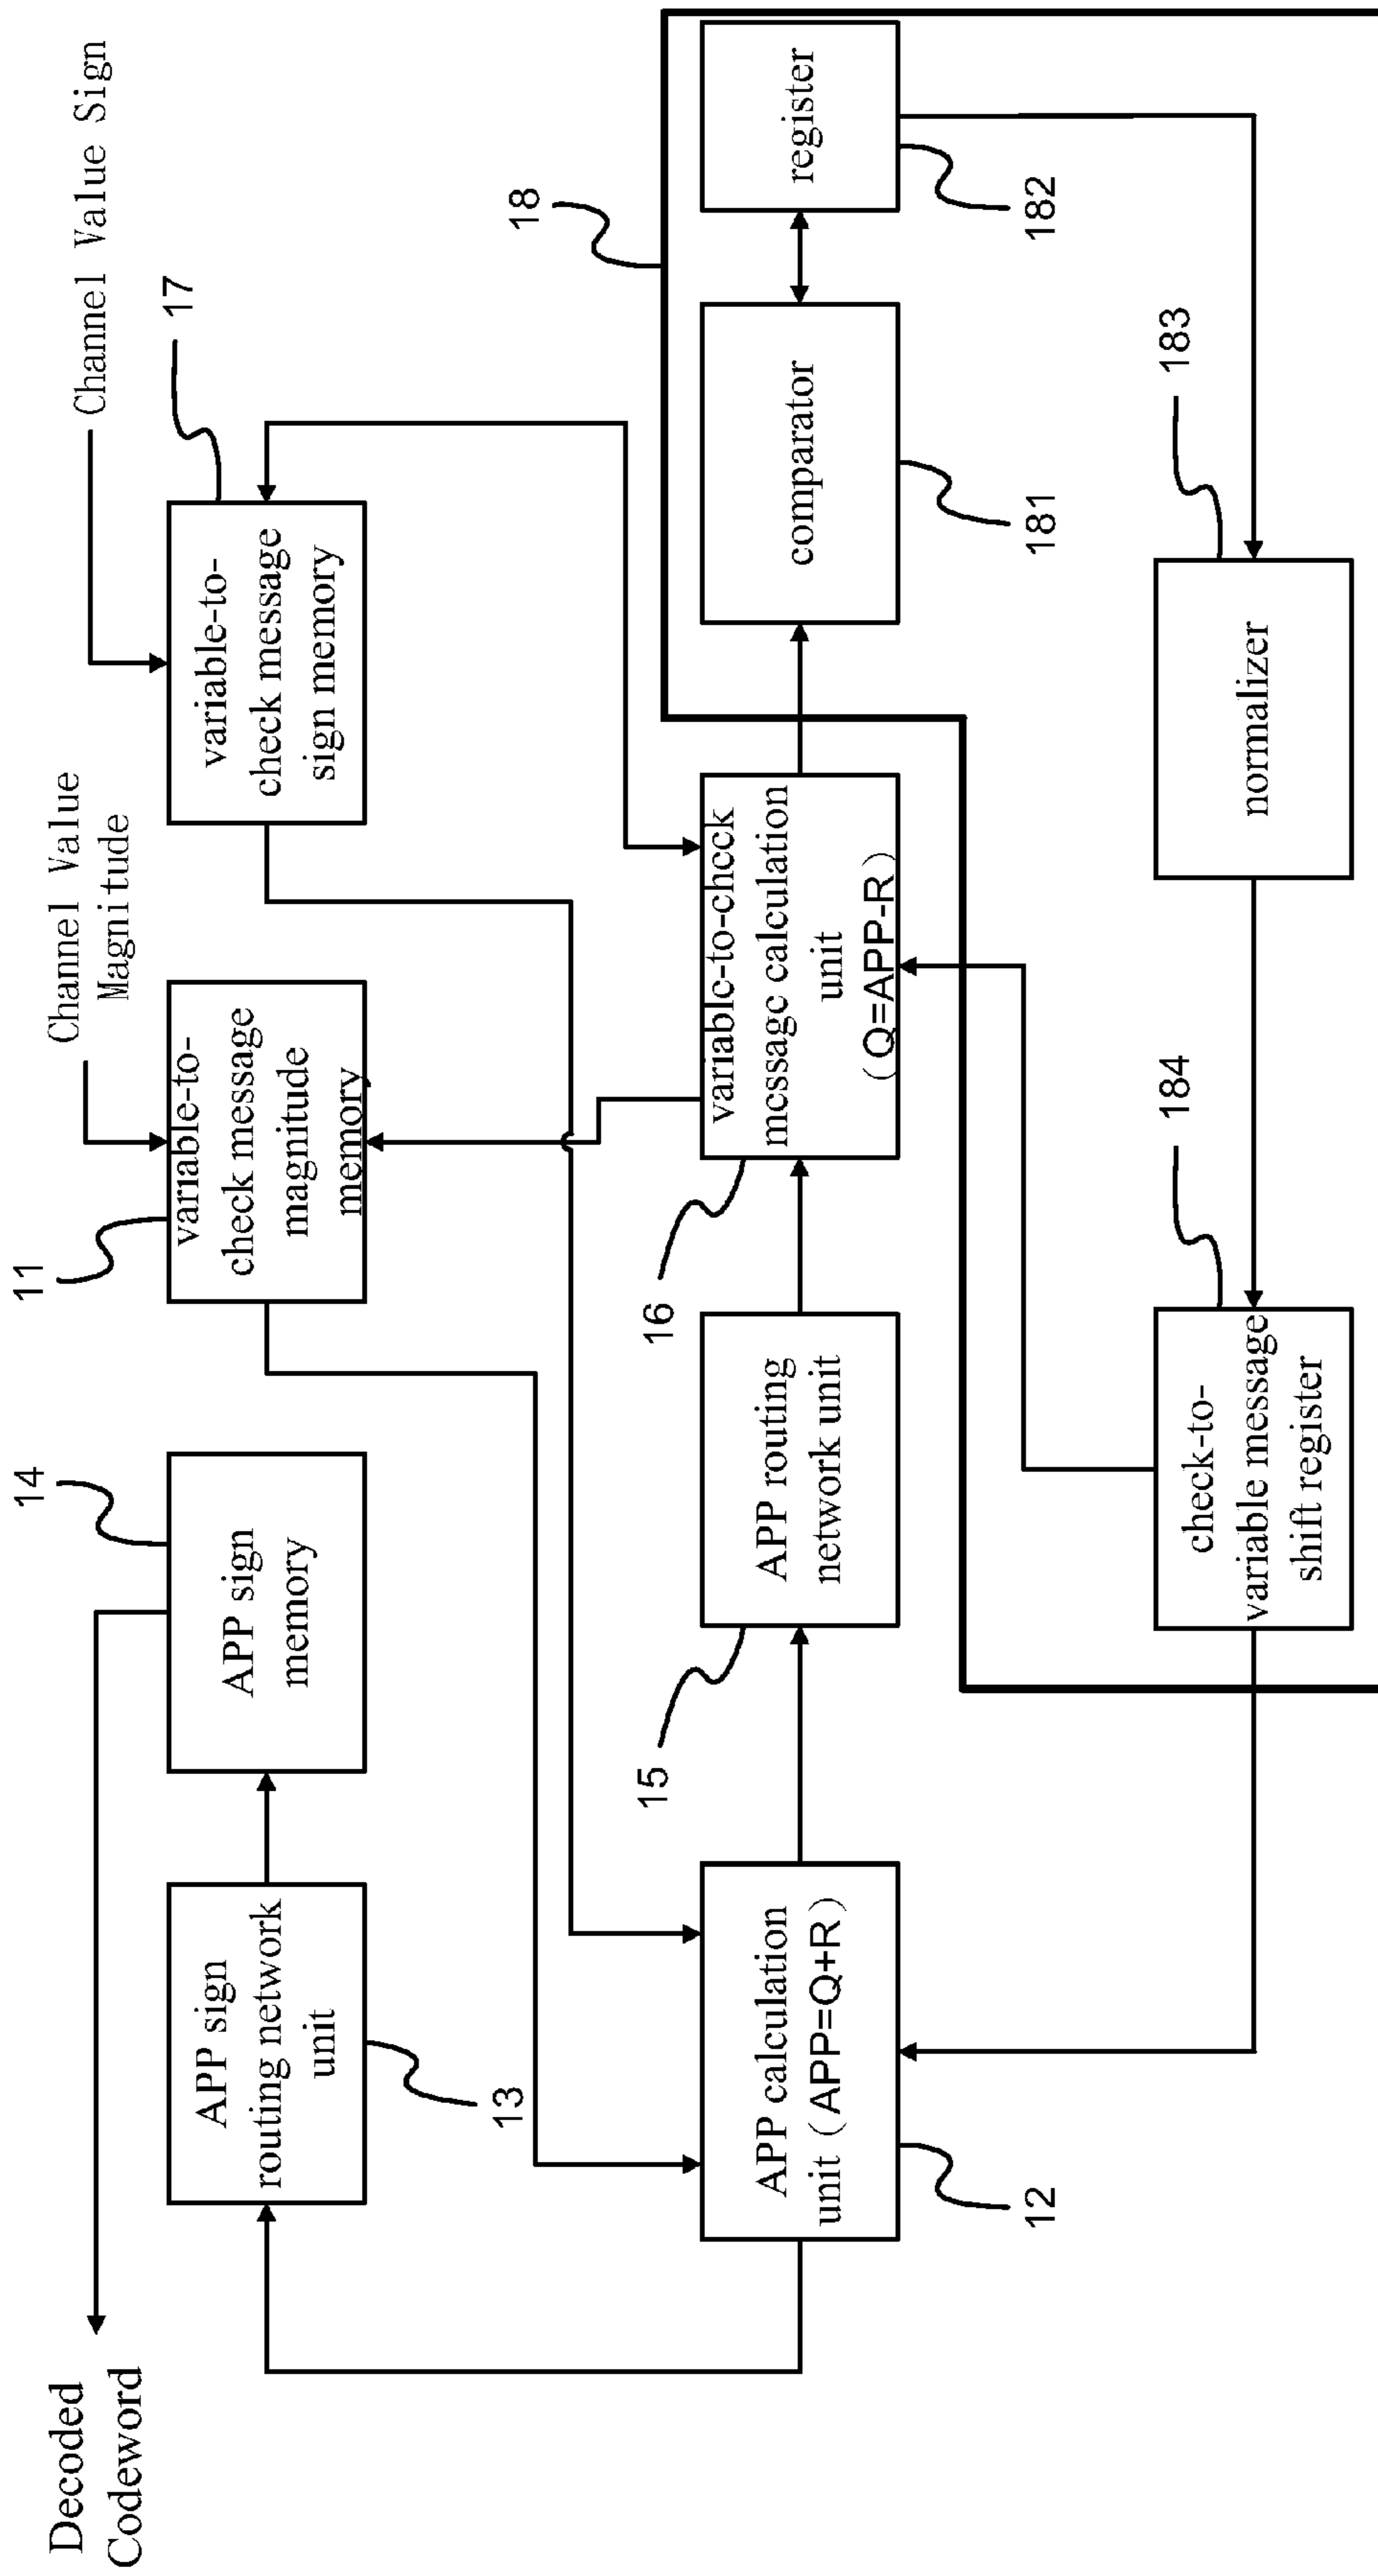 Decoded
Codeword
14
11
Channel Value
Magnitude
Channel Value Sign
17
APP sign
routing network
unit
APP sign
memory
variable-to-
check message
magnitude
memory
variable-to-
check message
sign memory
13
15
16
18
APP calculation
unit（APP=Q+R）
APP routing
network unit
variable-to-check
message calculation
unit
（Q=APP-R）
comparator
register
12
181
182
184
183
check-to-
variable message
shift register
normalizer